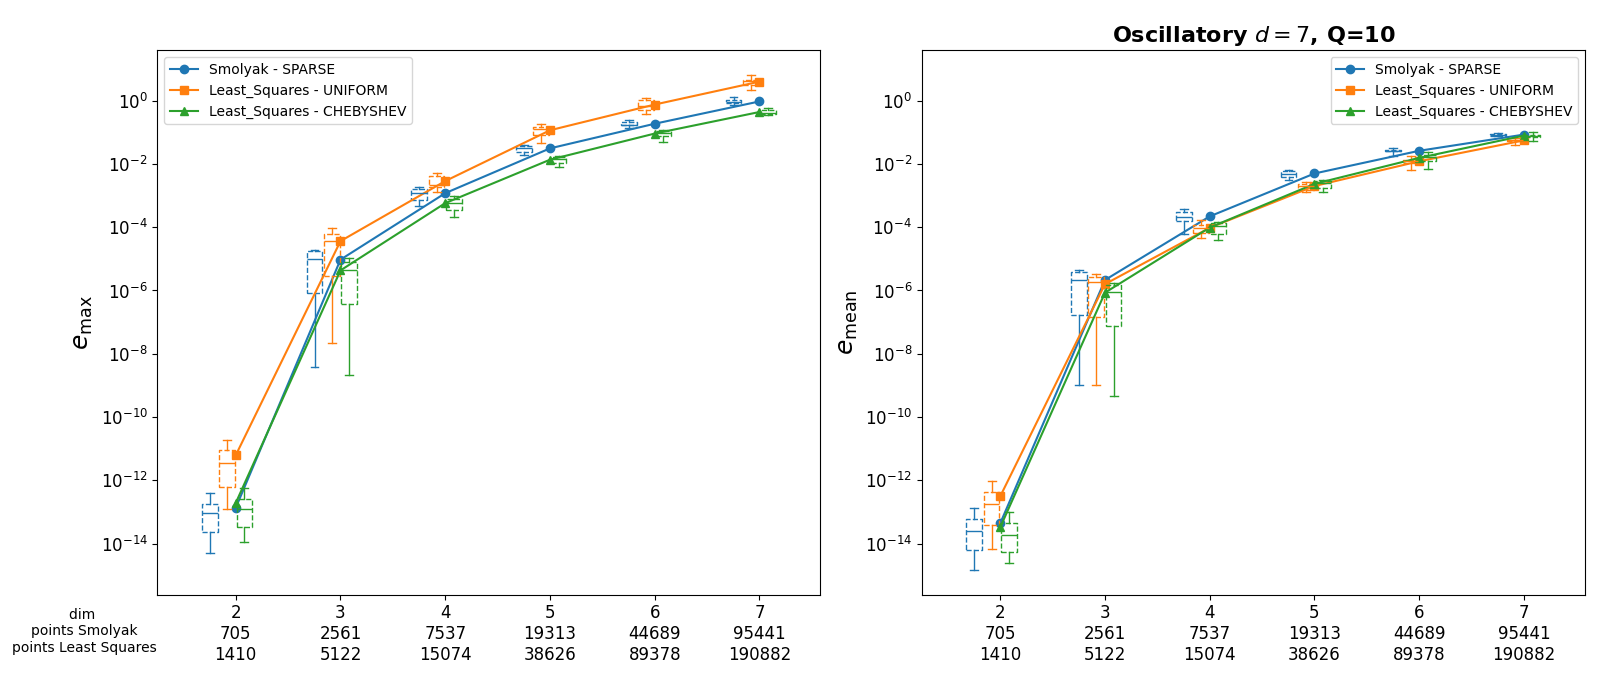 Oscillatory d = 7, Q=10
Smolyak - SPARSE
Least_Squares - UNIFORM
Least_Squares - CHEBYSHEV
e_max
10^0
10^-2
10^-4
10^-6
10^-8
10^-10
10^-12
10^-14
dim 2 3 4 5 6 7
points Smolyak 705 2561 7537 19313 44689 95441
points Least Squares 1410 5122 15074 38626 89378 190882
Smolyak - SPARSE
Least_Squares - UNIFORM
Least_Squares - CHEBYSHEV
e_mean
10^0
10^-2
10^-4
10^-6
10^-8
10^-10
10^-12
10^-14
2 3 4 5 6 7
705 2561 7537 19313 44689 95441
1410 5122 15074 38626 89378 190882